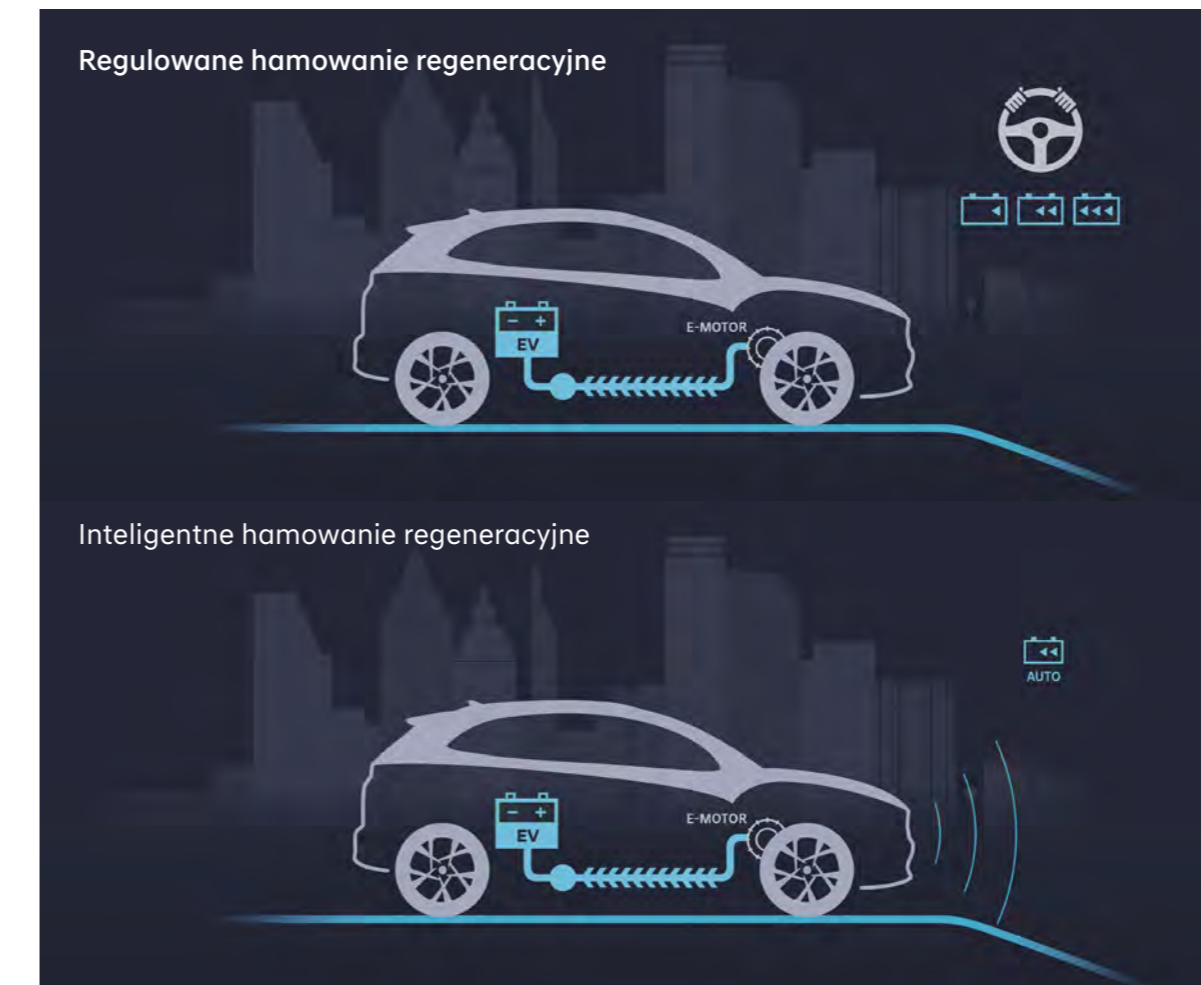 Regulowane hamowanie regeneracyjne
- +
EV
E-MOTOR
Inteligentne hamowanie regeneracyjne
AUTO
- +
EV
E-MOTOR